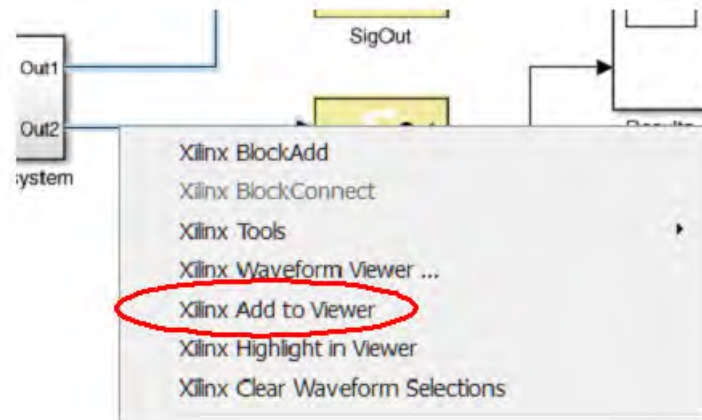 SigOut
Out1
Out2
system
Xilinx BlockAdd
Xilinx BlockConnect
Xilinx Tools
Xilinx Waveform Viewer ...
Xilinx Add to Viewer
Xilinx Highlight in Viewer
Xilinx Clear Waveform Selections